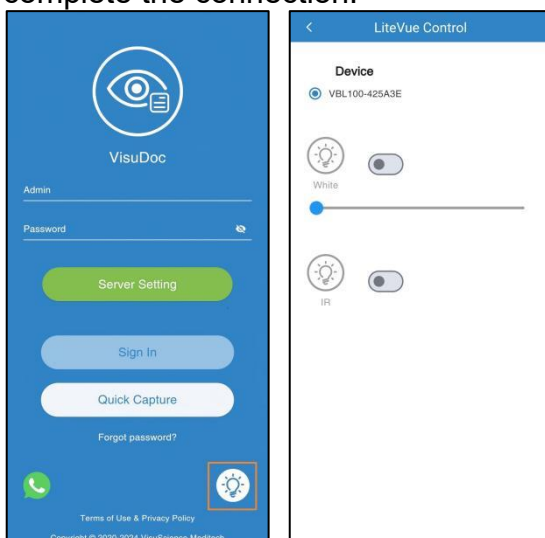 complete the connection.
VisuDoc
Admin
Password
Server Setting
Sign In
Quick Capture
Forgot password?
Terms of Use & Privacy Policy
Copyright © 2020-2024 VisuScience Meditech
LiteVue Control
Device
VBL100-425A3E
White
IR